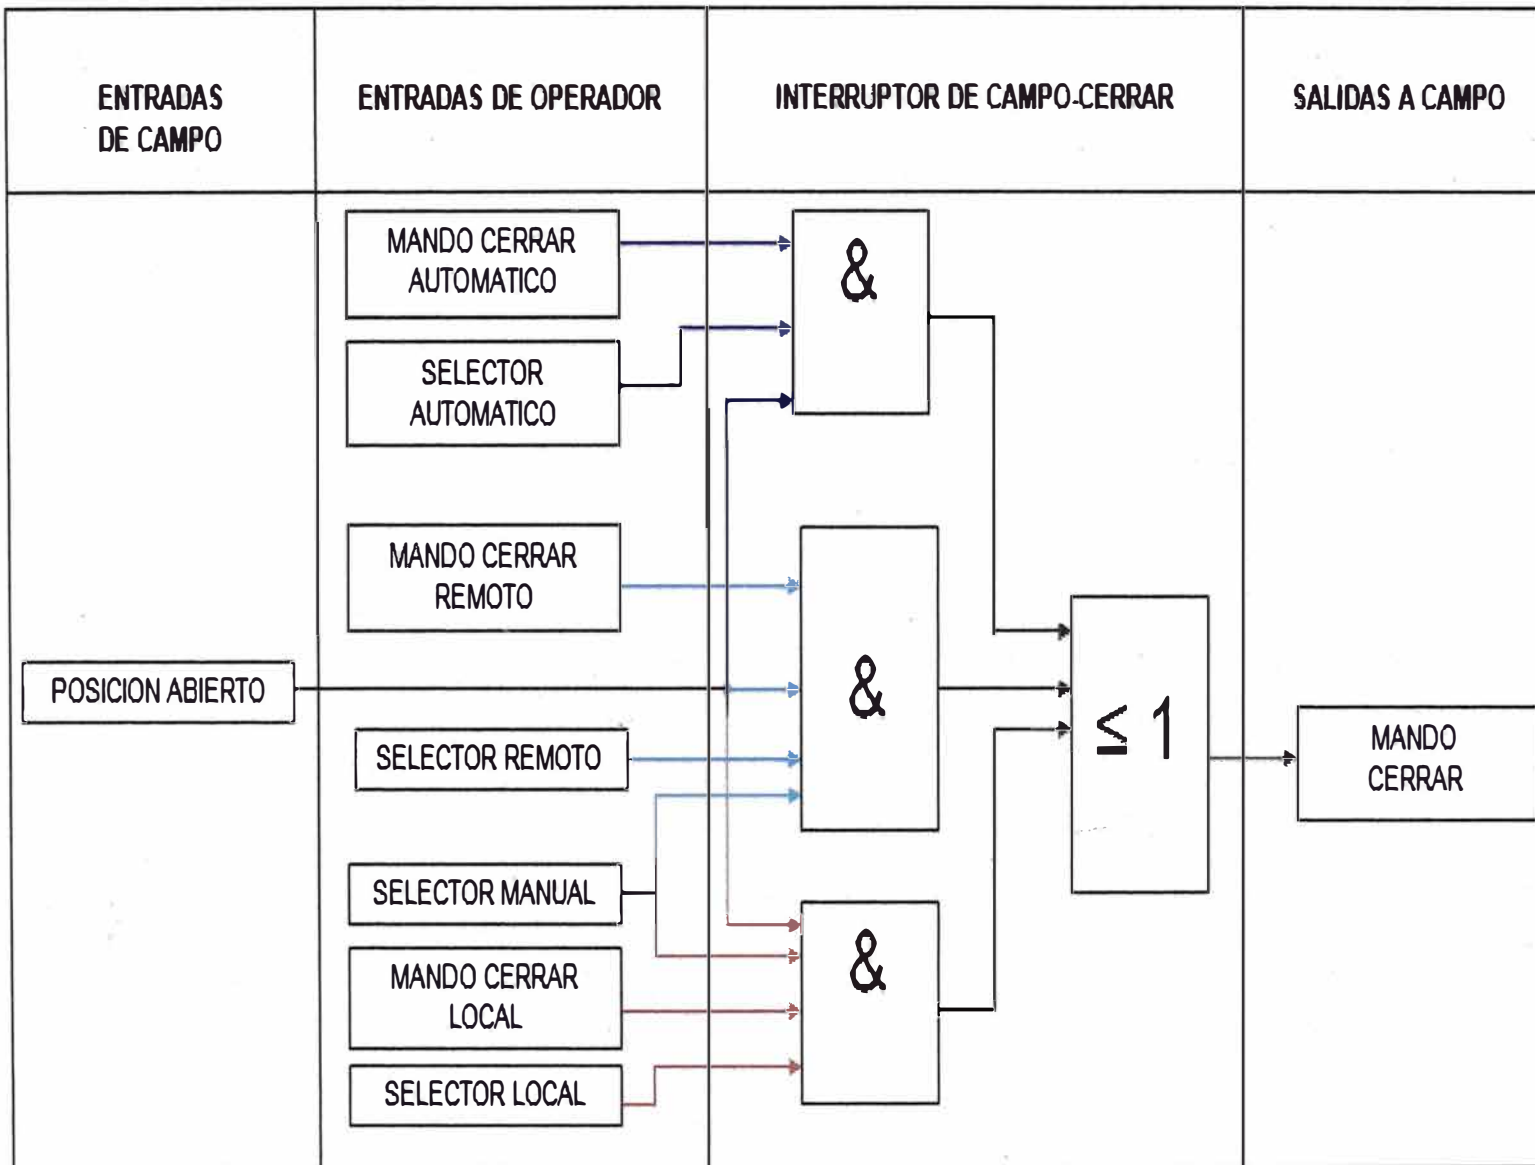 ENTRADAS
DE CAMPO
ENTRADAS DE OPERADOR
INTERRUPTOR DE CAMPO-CERRAR
SALIDAS A CAMPO
MANDO CERRAR
AUTOMATICO
&
SELECTOR
AUTOMATICO
MANDO CERRAR
REMOTO
POSICION ABIERTO
&
SELECTOR REMOTO
≤ 1
MANDO
CERRAR
SELECTOR MANUAL
&
MANDO CERRAR
LOCAL
SELECTOR LOCAL